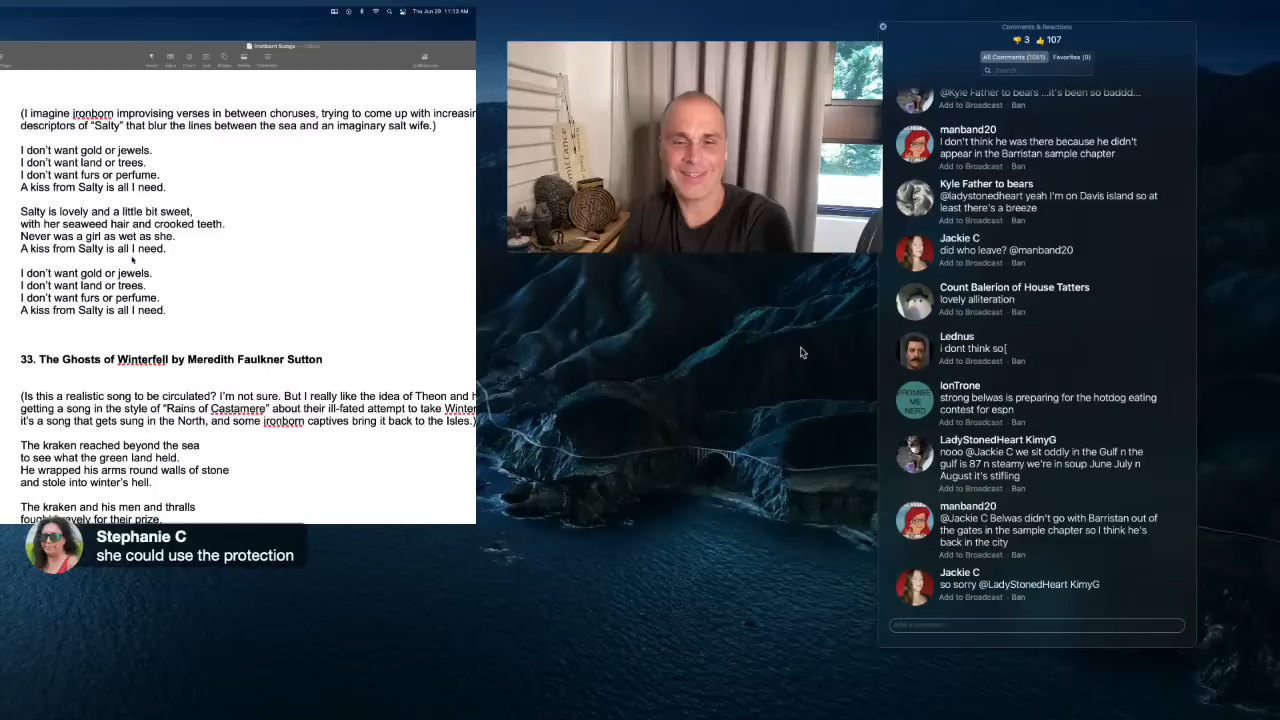 Thu Jun 29 11:13 AM
Ironborn Songs — Edited
(I imagine ironborn improvising verses in between choruses, trying to come up with increasin
descriptors of “Salty” that blur the lines between the sea and an imaginary salt wife.)
I don’t want gold or jewels.
I don’t want land or trees.
I don’t want furs or perfume.
A kiss from Salty is all I need.
Salty is lovely and a little bit sweet,
with her seaweed hair and crooked teeth.
Never was a girl as wet as she.
A kiss from Salty is all I need.
I don’t want gold or jewels.
I don’t want land or trees.
I don’t want furs or perfume.
A kiss from Salty is all I need.
33. The Ghosts of Winterfell by Meredith Faulkner Sutton
(Is this a realistic song to be circulated? I’m not sure. But I really like the idea of Theon and h
getting a song in the style of “Rains of Castamere” about their ill-fated attempt to take Winter
it’s a song that gets sung in the North, and some ironborn captives bring it back to the Isles.)
The kraken reached beyond the sea
to see what the green land held.
He wrapped his arms round walls of stone
and stole into winter’s hell.
The kraken and his men and thralls
fought bravely for their prize.
Stephanie C
she could use the protection
Comments & Reactions
👎 3 👍 107
All Comments (1051) Favorites (0)
Search
@Kyle Father to bears ...it's been so baddd...
Add to Broadcast · Ban
manband20
I don't think he was there because he didn't
appear in the Barristan sample chapter
Add to Broadcast · Ban
Kyle Father to bears
@ladystonedheart yeah I'm on Davis island so at
least there's a breeze
Add to Broadcast · Ban
Jackie C
did who leave? @manband20
Add to Broadcast · Ban
Count Balerion of House Tatters
lovely alliteration
Add to Broadcast · Ban
Lednus
i dont think so[
Add to Broadcast · Ban
PROMISE
ME
NERD
IonTrone
strong belwas is preparing for the hotdog eating
contest for espn
Add to Broadcast · Ban
LadyStonedHeart KimyG
nooo @Jackie C we sit oddly in the Gulf n the
gulf is 87 n steamy we're in soup June July n
August it's stifling
Add to Broadcast · Ban
manband20
@Jackie C Belwas didn't go with Barristan out of
the gates in the sample chapter so I think he's
back in the city
Add to Broadcast · Ban
Jackie C
so sorry @LadyStonedHeart KimyG
Add to Broadcast · Ban
Add a comment